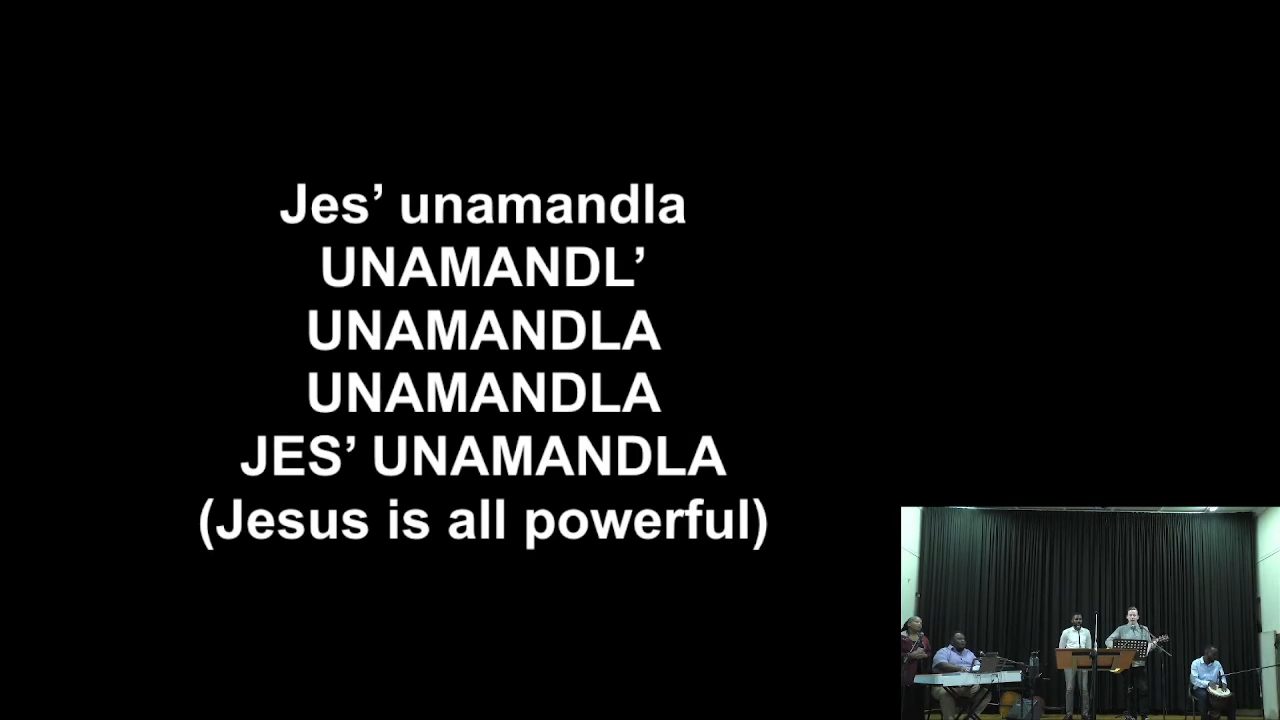 Jes’ unamandla
UNAMANDL’
UNAMANDLA
UNAMANDLA
JES’ UNAMANDLA
(Jesus is all powerful)